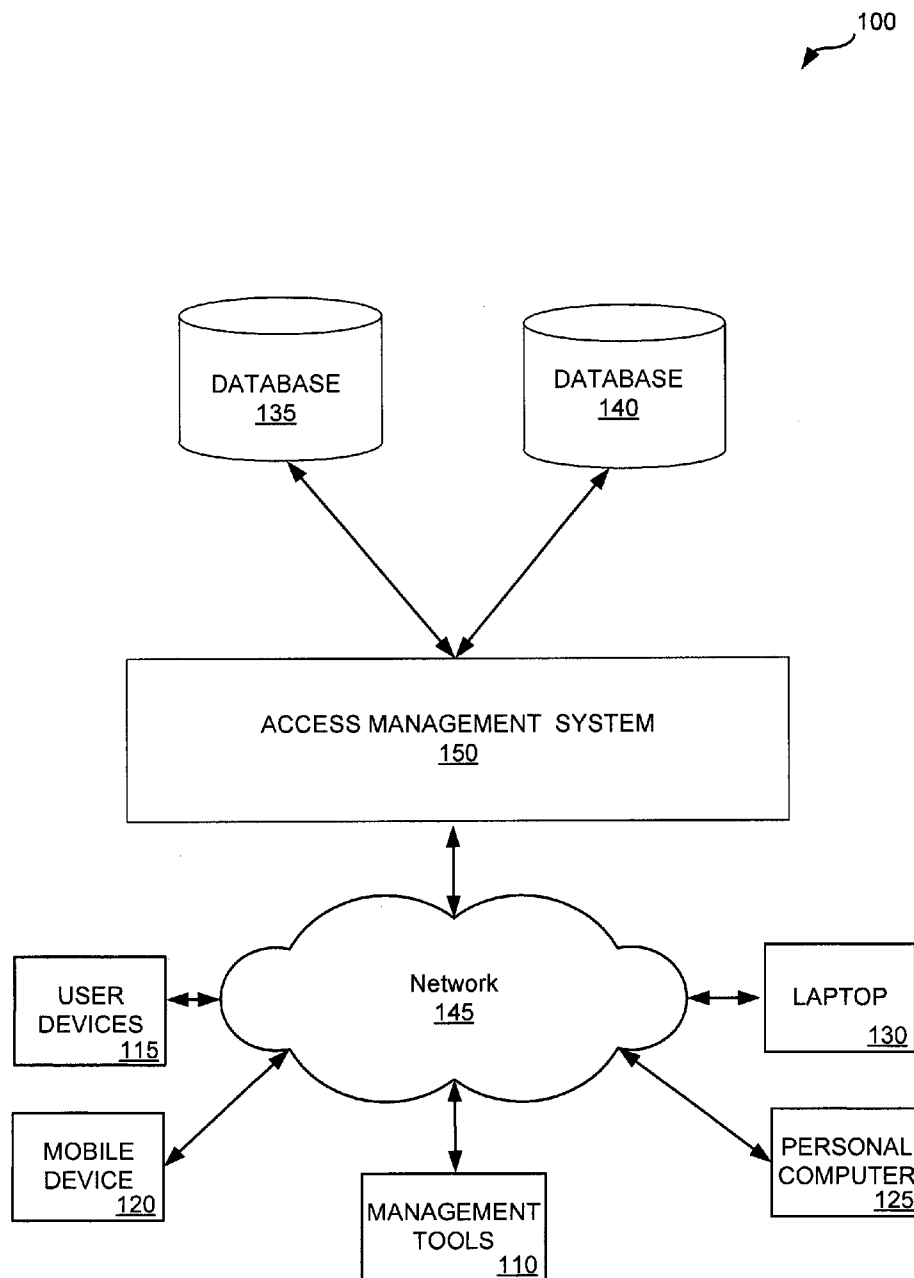 100
DATABASE
135
DATABASE
140
ACCESS MANAGEMENT SYSTEM
150
Network
145
USER
DEVICES
115
LAPTOP
130
MOBILE
DEVICE
120
MANAGEMENT
TOOLS
110
PERSONAL
COMPUTER
125